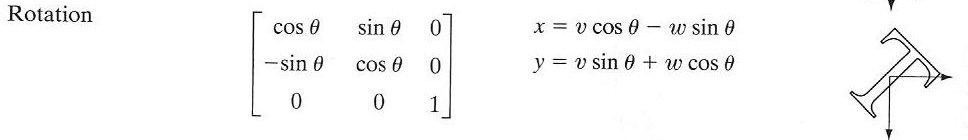 Rotation
cos θ sin θ 0
−sin θ cos θ 0
0 0 1
x = v cos θ − w sin θ
y = v sin θ + w cos θ